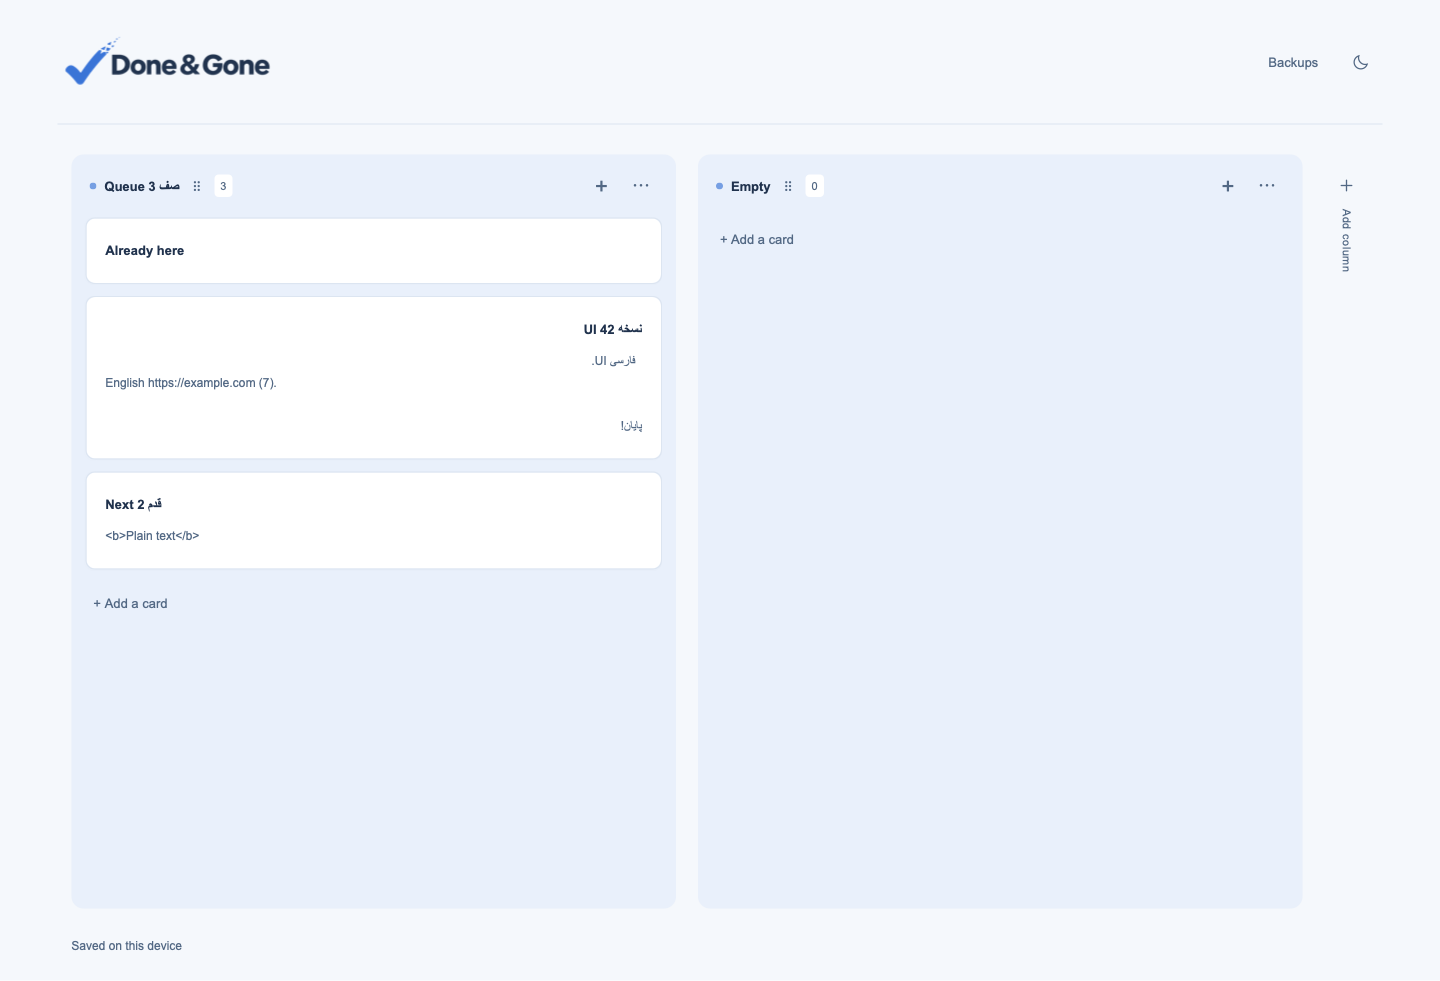 Done & Gone
Backups
Queue 3 صف
3
Already here
نسخه 42 UI
فارسی UI.
English https://example.com (7).
پایان!
Next 2 قدم
<b>Plain text</b>
+ Add a card
Empty
0
+ Add a card
Add column
Saved on this device